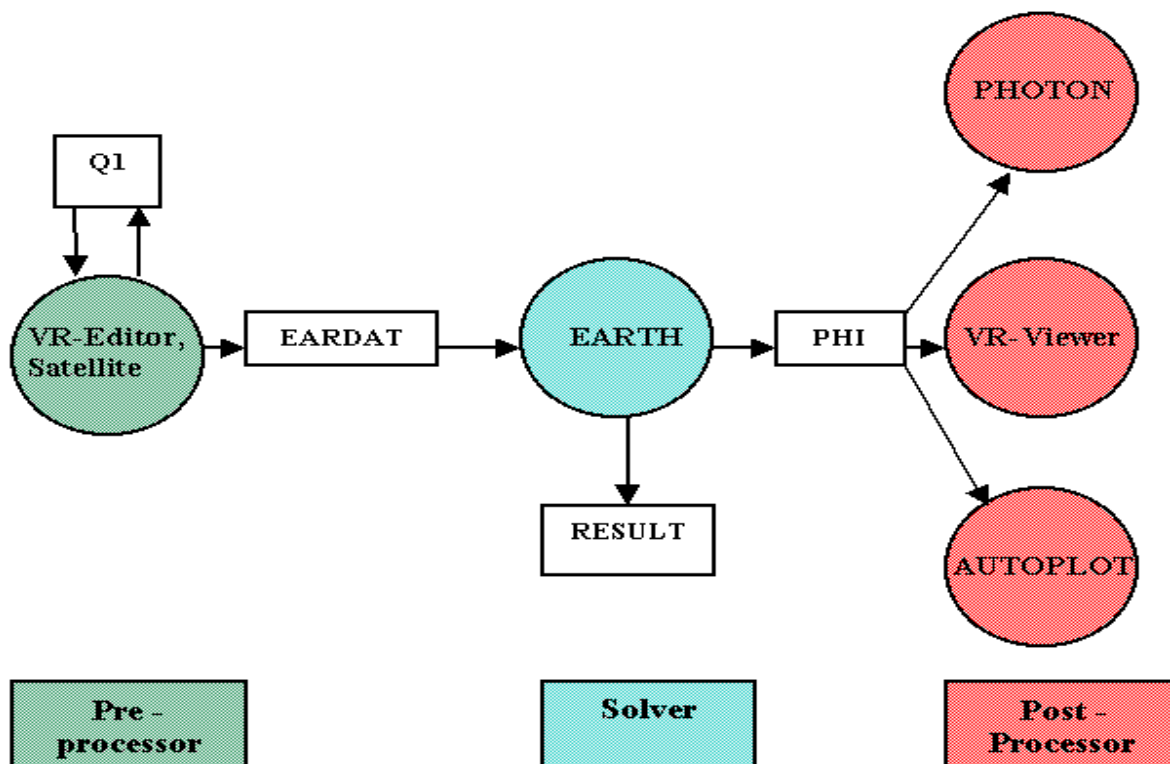 PHOTON
Q1
VR-Editor,
Satellite
EARDAT
EARTH
PHI
VR- Viewer
RESULT
AUTOPLOT
Pre -
processor
Solver
Post -
Processor